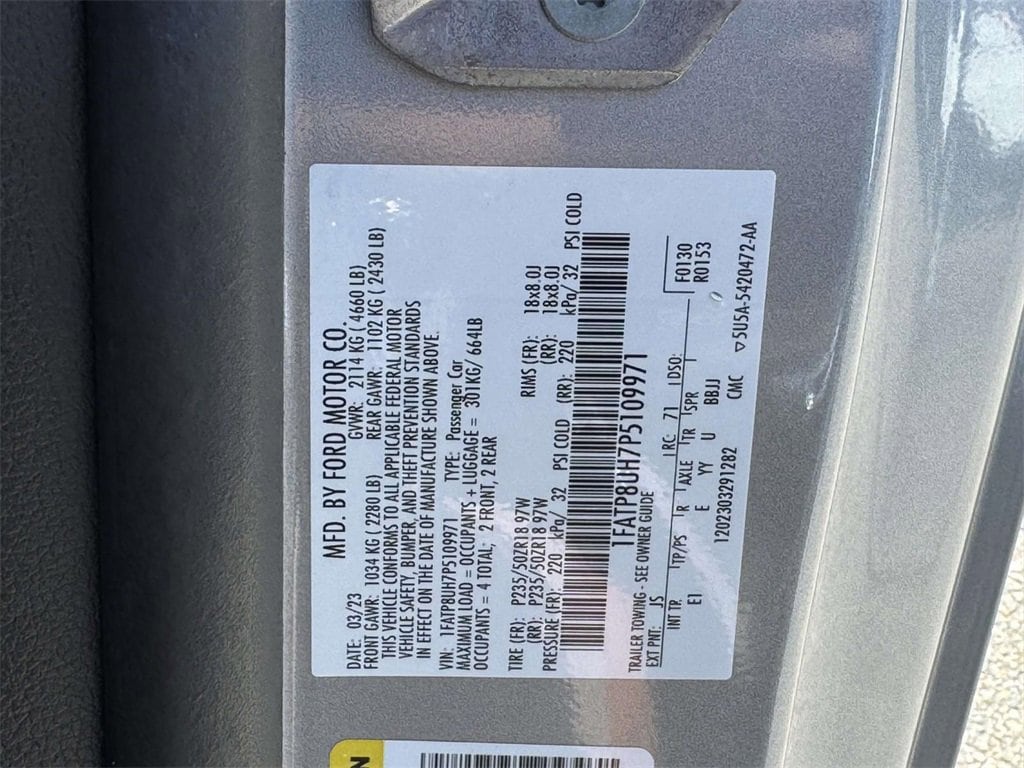 MFD. BY FORD MOTOR CO.
DATE: 03/23 GVWR: 2114 KG ( 4660 LB)
FRONT GAWR: 1034 KG ( 2280 LB) REAR GAWR: 1102 KG ( 2430 LB)
THIS VEHICLE CONFORMS TO ALL APPLICABLE FEDERAL MOTOR
VEHICLE SAFETY, BUMPER, AND THEFT PREVENTION STANDARDS
IN EFFECT ON THE DATE OF MANUFACTURE SHOWN ABOVE.
VIN: 1FATP8UH7P5109971 TYPE: Passenger Car
MAXIMUM LOAD = OCCUPANTS + LUGGAGE = 301KG/ 664LB
OCCUPANTS = 4 TOTAL: 2 FRONT, 2 REAR
TIRE (FR): P235/50ZR18 97W RIMS (FR): 18x8.0J
(RR): P235/50ZR18 97W (RR): 18x8.0J
PRESSURE (FR): 220 kPa/ 32 PSI COLD (RR): 220 kPa/ 32 PSI COLD
1FATP8UH7P5109971
TRAILER TOWING - SEE OWNER GUIDE
EXT PNT: JS RC: 71 DSO: F0130
INT TR TP/PS R AXLE TR SPR R0153
E1 E YY U BBJJ
1202303291282 CMC ▽5U5A-5420472-AA